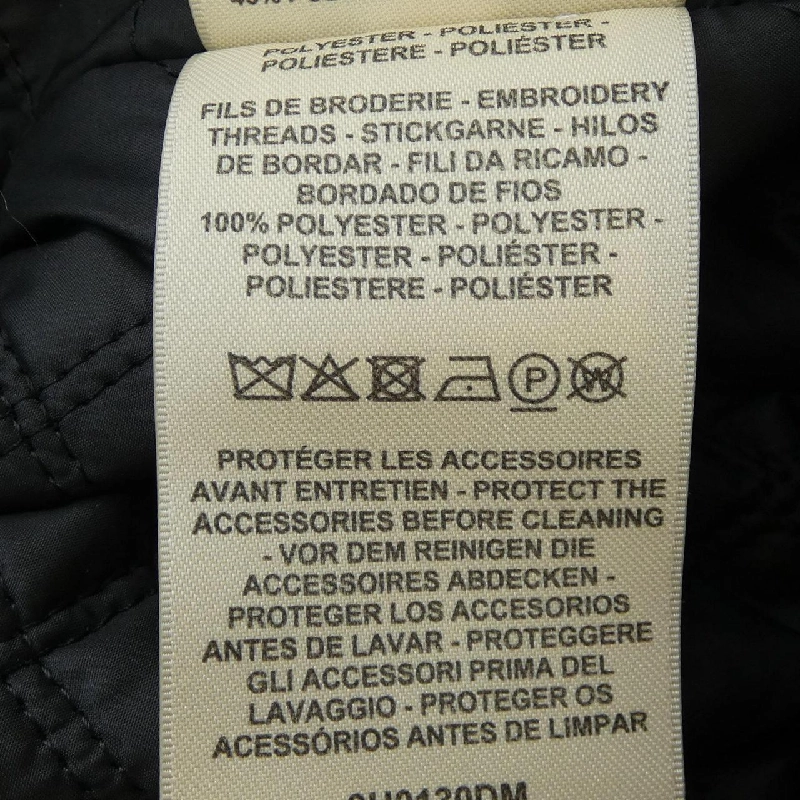 POLYESTER - POLIÉSTER -
POLIESTERE - POLIÉSTER
FILS DE BRODERIE - EMBROIDERY
THREADS - STICKGARNE - HILOS
DE BORDAR - FILI DA RICAMO -
BORDADO DE FIOS
100% POLYESTER - POLYESTER -
POLYESTER - POLIÉSTER -
POLIESTERE - POLIÉSTER
P W
PROTÉGER LES ACCESSOIRES
AVANT ENTRETIEN - PROTECT THE
ACCESSORIES BEFORE CLEANING
- VOR DEM REINIGEN DIE
ACCESSOIRES ABDECKEN -
PROTEGER LOS ACCESORIOS
ANTES DE LAVAR - PROTEGGERE
GLI ACCESSORI PRIMA DEL
LAVAGGIO - PROTEGER OS
ACESSÓRIOS ANTES DE LIMPAR